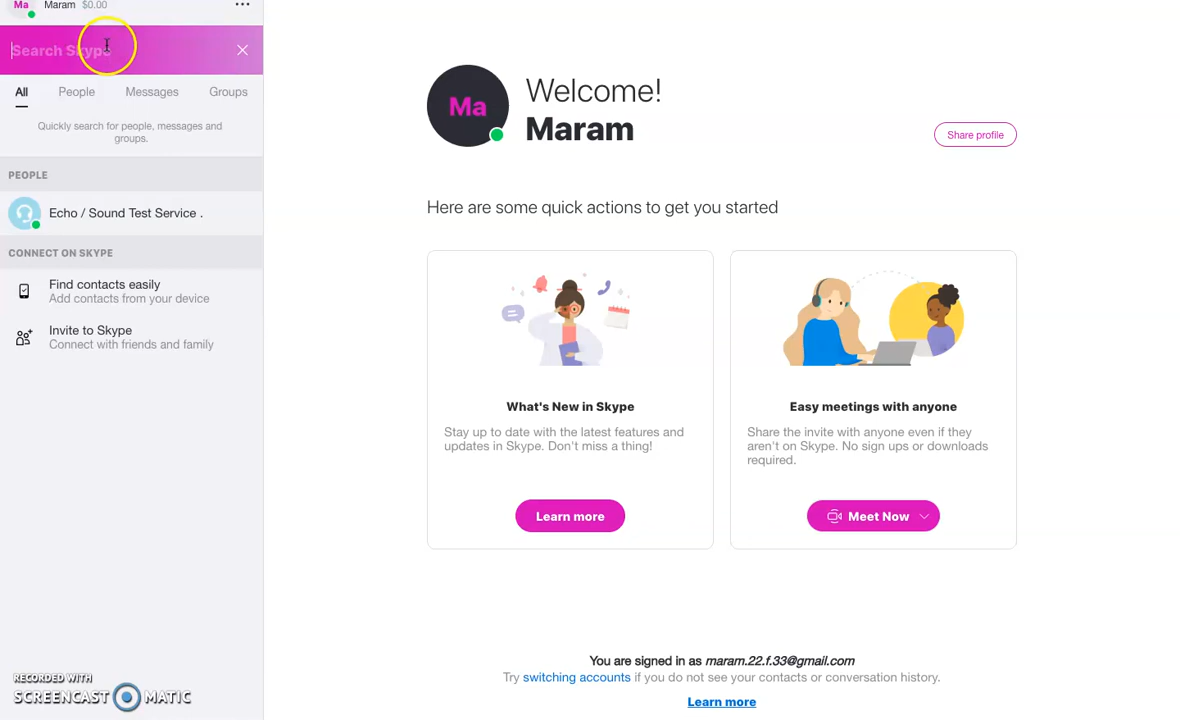 Ma Maram $0.00
Search Skype
All People Messages Groups
Quickly search for people, messages and
groups.
PEOPLE
Echo / Sound Test Service .
CONNECT ON SKYPE
Find contacts easily
Add contacts from your device
Invite to Skype
Connect with friends and family
RECORDED WITH
SCREENCAST MATIC
Ma
Welcome!
Maram
Share profile
Here are some quick actions to get you started
What's New in Skype
Stay up to date with the latest features and
updates in Skype. Don't miss a thing!
Learn more
Easy meetings with anyone
Share the invite with anyone even if they
aren't on Skype. No sign ups or downloads
required.
Meet Now
You are signed in as maram.22.f.33@gmail.com
Try switching accounts if you do not see your contacts or conversation history.
Learn more